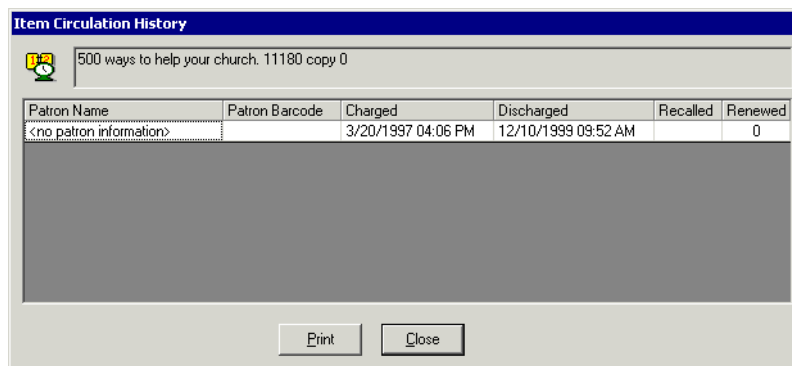 Item Circulation History
500 ways to help your church. 11180 copy 0
Patron Name Patron Barcode Charged Discharged Recalled Renewed
<no patron information> 3/20/1997 04:06 PM 12/10/1999 09:52 AM 0
Print Close